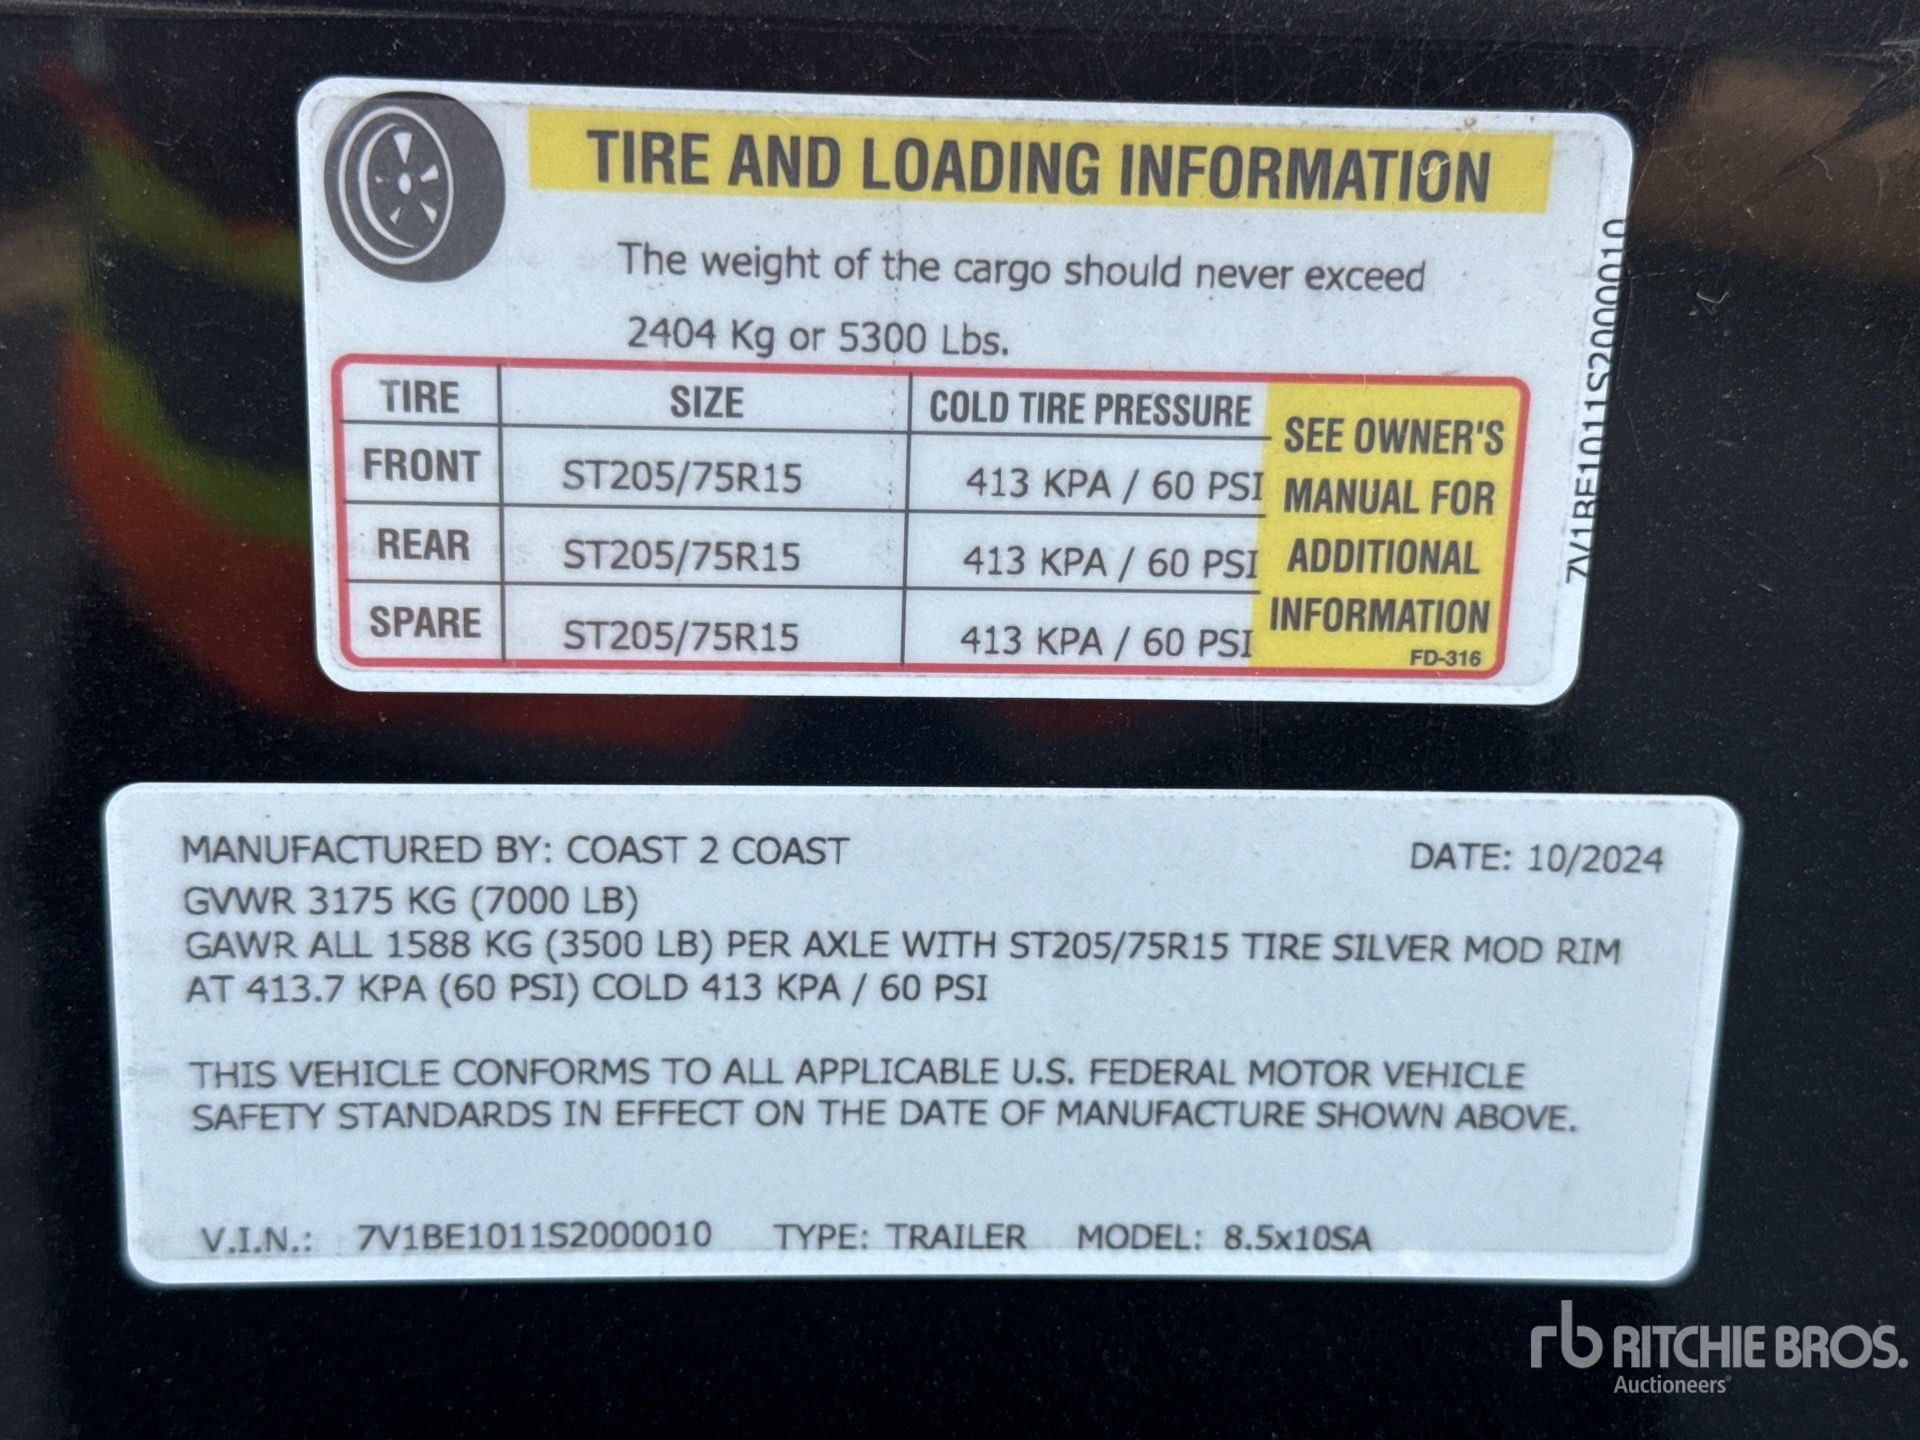 TIRE AND LOADING INFORMATION
The weight of the cargo should never exceed
2404 Kg or 5300 Lbs.
TIRE SIZE COLD TIRE PRESSURE
FRONT ST205/75R15 413 KPA / 60 PSI
REAR ST205/75R15 413 KPA / 60 PSI
SPARE ST205/75R15 413 KPA / 60 PSI
SEE OWNER'S
MANUAL FOR
ADDITIONAL
INFORMATION
FD-316
7V1BE1011S2000010
MANUFACTURED BY: COAST 2 COAST DATE: 10/2024
GVWR 3175 KG (7000 LB)
GAWR ALL 1588 KG (3500 LB) PER AXLE WITH ST205/75R15 TIRE SILVER MOD RIM
AT 413.7 KPA (60 PSI) COLD 413 KPA / 60 PSI
THIS VEHICLE CONFORMS TO ALL APPLICABLE U.S. FEDERAL MOTOR VEHICLE
SAFETY STANDARDS IN EFFECT ON THE DATE OF MANUFACTURE SHOWN ABOVE.
V.I.N.: 7V1BE1011S2000010 TYPE: TRAILER MODEL: 8.5x10SA
rb RITCHIE BROS.
Auctioneers